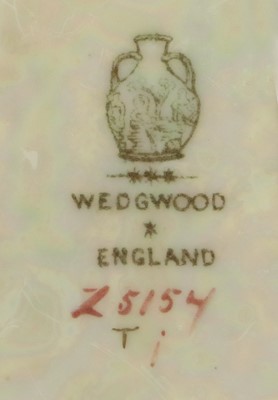 ***
WEDGWOOD
*
ENGLAND
Z5154
T i